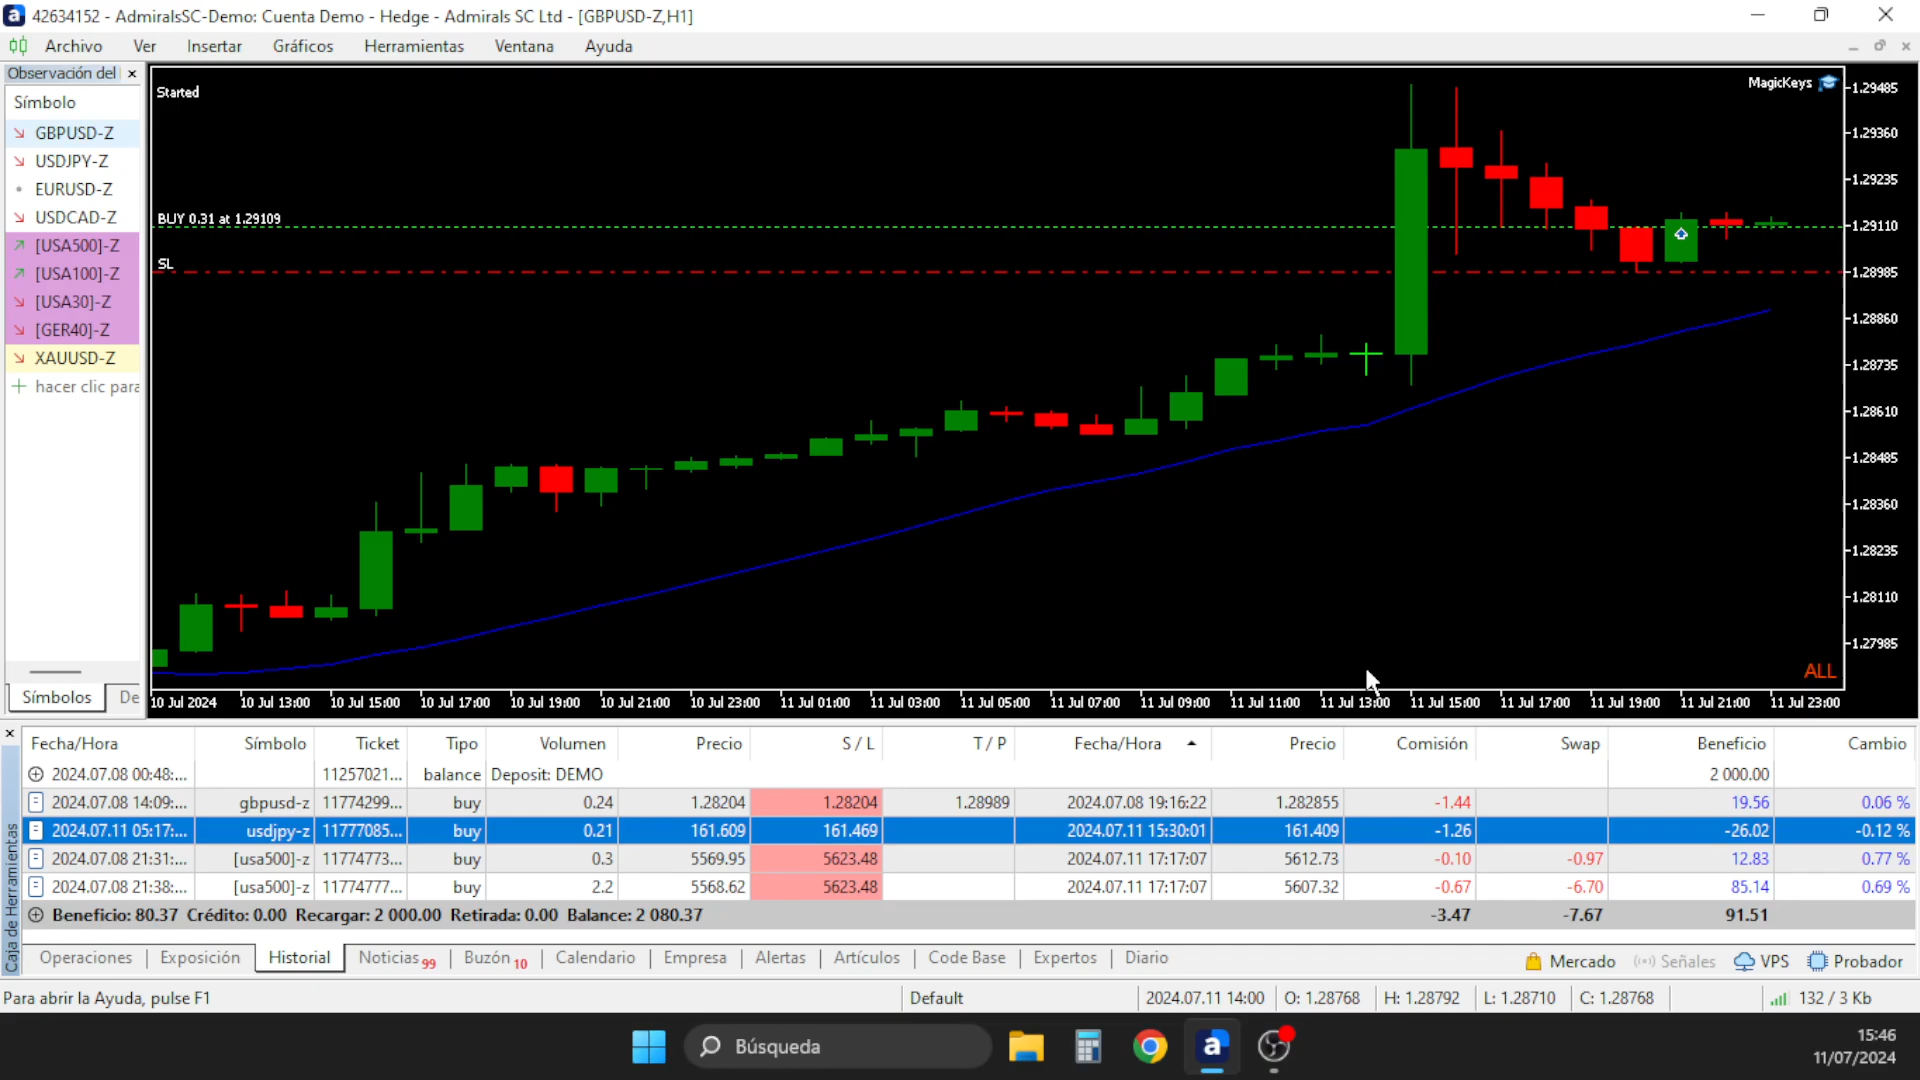 42634152 - AdmiralsSC-Demo: Cuenta Demo - Hedge - Admirals SC Ltd - [GBPUSD-Z,H1]
Archivo Ver Insertar Gráficos Herramientas Ventana Ayuda
Observación del
Símbolo
GBPUSD-Z
USDJPY-Z
EURUSD-Z
USDCAD-Z
[USA500]-Z
[USA100]-Z
[USA30]-Z
[GER40]-Z
XAUUSD-Z
hacer clic para
Símbolos De
Started
MagicKeys
BUY 0.31 at 1.29109
SL
ALL
1.29485
1.29360
1.29235
1.29110
1.28985
1.28860
1.28735
1.28610
1.28485
1.28360
1.28235
1.28110
1.27985
10 Jul 2024 10 Jul 13:00 10 Jul 15:00 10 Jul 17:00 10 Jul 19:00 10 Jul 21:00 10 Jul 23:00 11 Jul 01:00 11 Jul 03:00 11 Jul 05:00 11 Jul 07:00 11 Jul 09:00 11 Jul 11:00 11 Jul 13:00 11 Jul 15:00 11 Jul 17:00 11 Jul 19:00 11 Jul 21:00 11 Jul 23:00
Caja de Herramientas
Fecha/Hora Símbolo Ticket Tipo Volumen Precio S / L T / P Fecha/Hora Precio Comisión Swap Beneficio Cambio
2024.07.08 00:48:... 11257021... balance Deposit: DEMO 2 000.00
2024.07.08 14:09:... gbpusd-z 11774299... buy 0.24 1.28204 1.28204 1.28989 2024.07.08 19:16:22 1.282855 -1.44 19.56 0.06 %
2024.07.11 05:17:... usdjpy-z 11777085... buy 0.21 161.609 161.469 2024.07.11 15:30:01 161.409 -1.26 -26.02 -0.12 %
2024.07.08 21:31:... [usa500]-z 11774773... buy 0.3 5569.95 5623.48 2024.07.11 17:17:07 5612.73 -0.10 -0.97 12.83 0.77 %
2024.07.08 21:38:... [usa500]-z 11774777... buy 2.2 5568.62 5623.48 2024.07.11 17:17:07 5607.32 -0.67 -6.70 85.14 0.69 %
Beneficio: 80.37 Crédito: 0.00 Recargar: 2 000.00 Retirada: 0.00 Balance: 2 080.37 -3.47 -7.67 91.51
Operaciones Exposición Historial Noticias 99 Buzón 10 Calendario Empresa Alertas Artículos Code Base Expertos Diario Mercado Señales VPS Probador
Para abrir la Ayuda, pulse F1 Default 2024.07.11 14:00 O: 1.28768 H: 1.28792 L: 1.28710 C: 1.28768 132 / 3 Kb
Búsqueda
15:46
11/07/2024